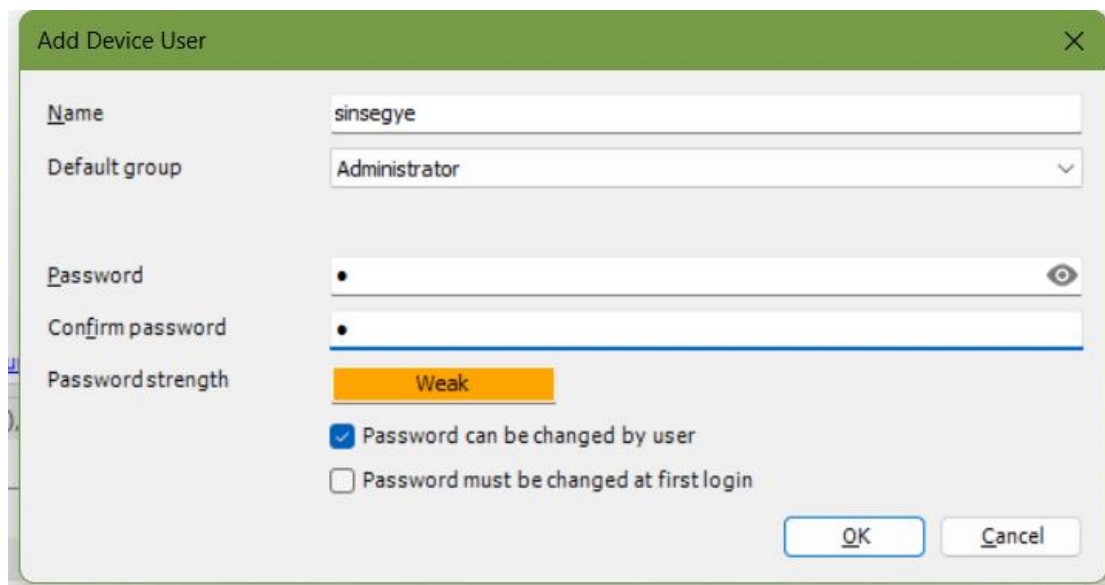 Add Device User
Name sinsegye
Default group Administrator
Password •
Confirm password •
Password strength Weak
Password can be changed by user
Password must be changed at first login
OK Cancel